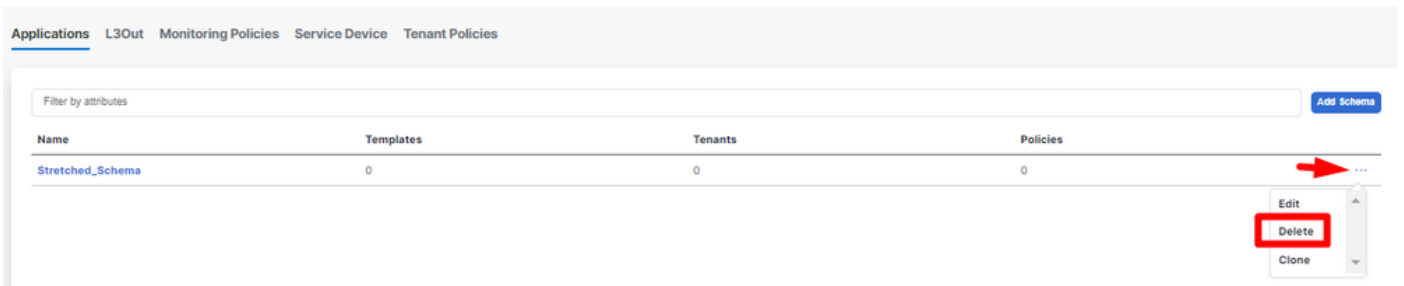 Applications L3Out Monitoring Policies Service Device Tenant Policies
Filter by attributes Add Schema
Name Templates Tenants Policies
Stretched_Schema 0 0 0 ...
Edit
Delete
Clone